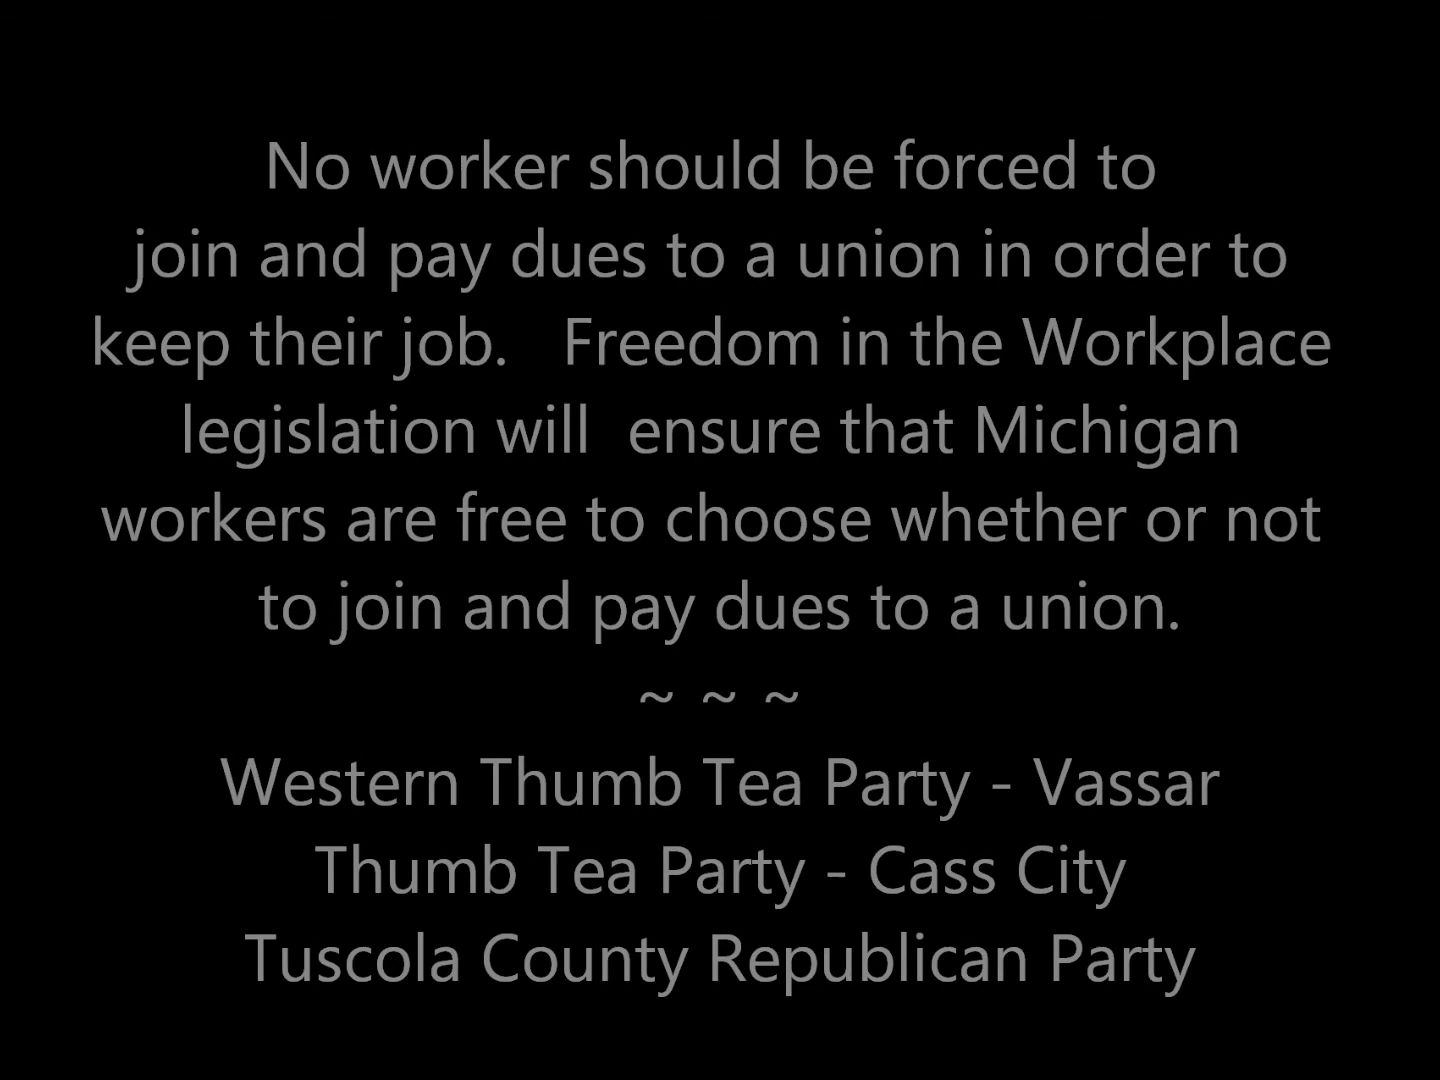 No worker should be forced to
join and pay dues to a union in order to
keep their job.   Freedom in the Workplace
legislation will  ensure that Michigan
workers are free to choose whether or not
to join and pay dues to a union.
~ ~ ~
Western Thumb Tea Party - Vassar
Thumb Tea Party - Cass City
Tuscola County Republican Party